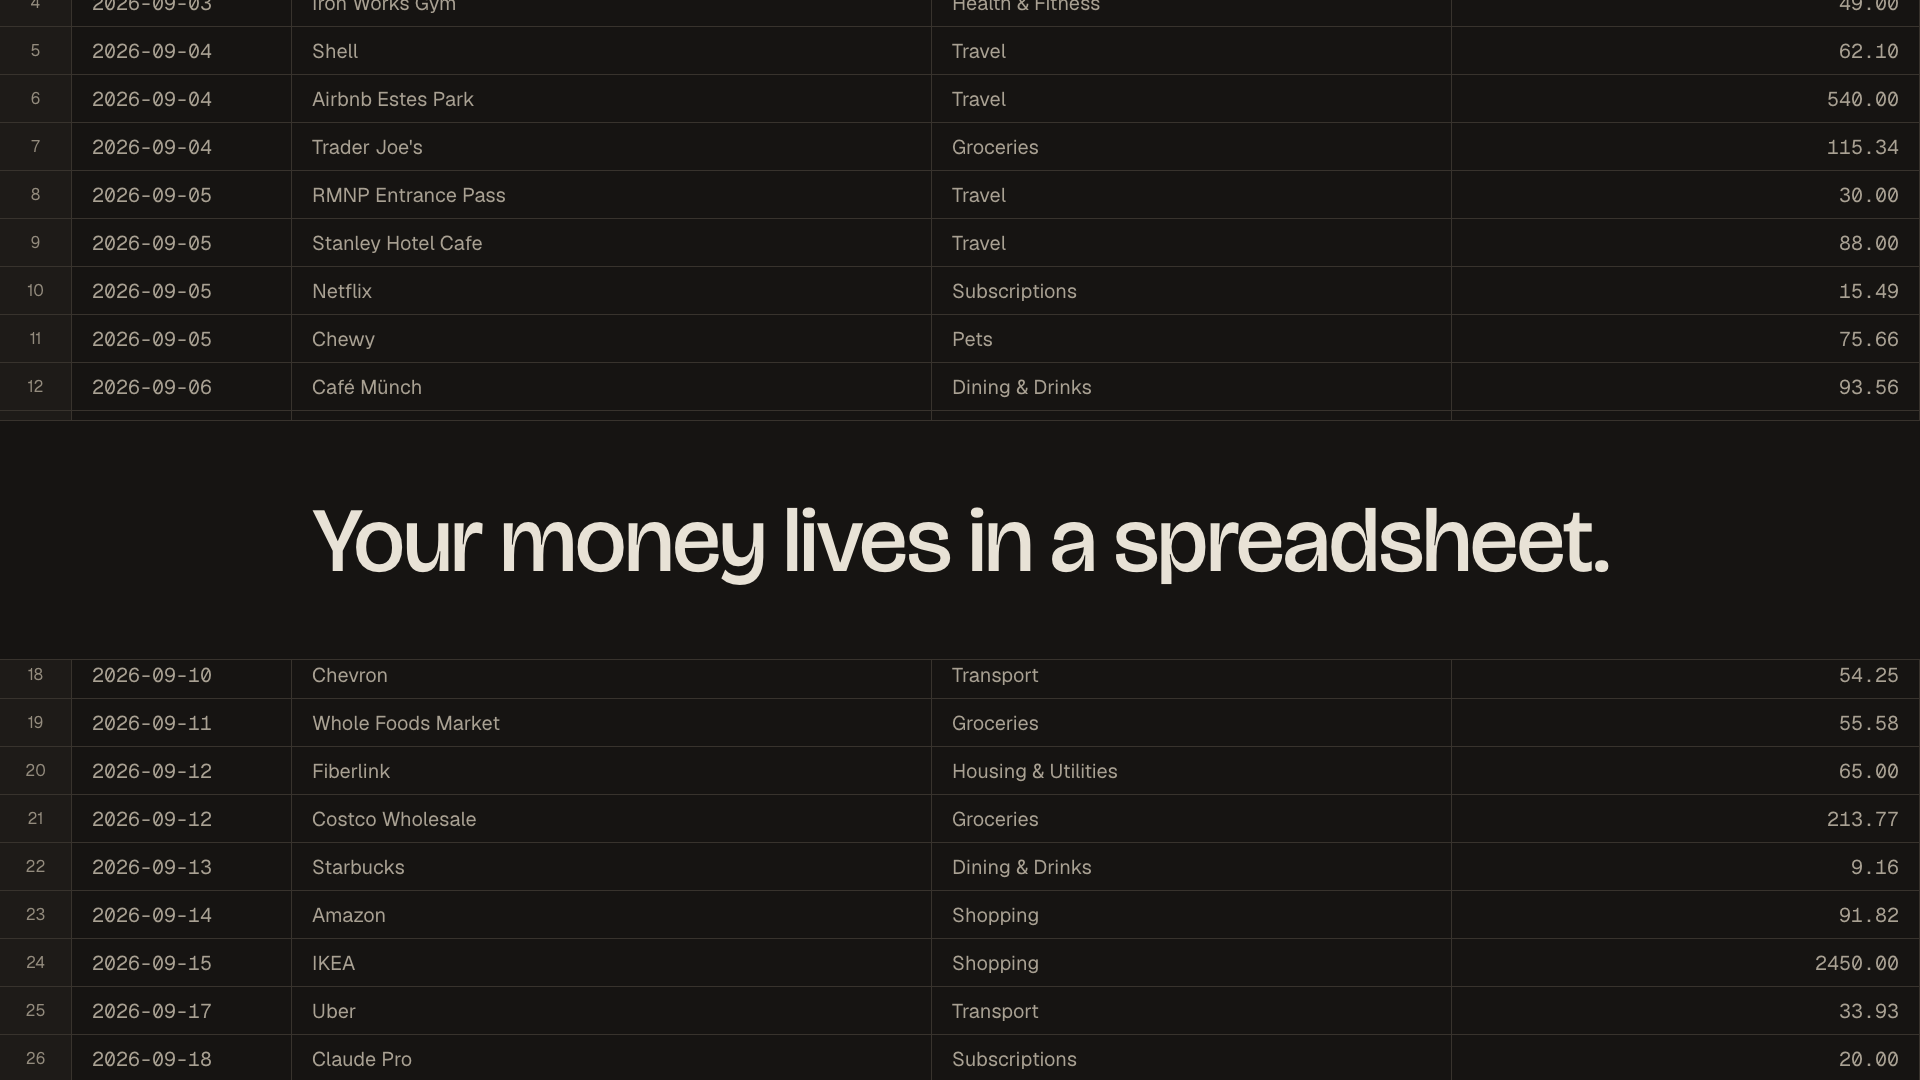 4 2026-09-03 Iron Works Gym Health & Fitness 49.00
5 2026-09-04 Shell Travel 62.10
6 2026-09-04 Airbnb Estes Park Travel 540.00
7 2026-09-04 Trader Joe's Groceries 115.34
8 2026-09-05 RMNP Entrance Pass Travel 30.00
9 2026-09-05 Stanley Hotel Cafe Travel 88.00
10 2026-09-05 Netflix Subscriptions 15.49
11 2026-09-05 Chewy Pets 75.66
12 2026-09-06 Café Münch Dining & Drinks 93.56
Your money lives in a spreadsheet.
18 2026-09-10 Chevron Transport 54.25
19 2026-09-11 Whole Foods Market Groceries 55.58
20 2026-09-12 Fiberlink Housing & Utilities 65.00
21 2026-09-12 Costco Wholesale Groceries 213.77
22 2026-09-13 Starbucks Dining & Drinks 9.16
23 2026-09-14 Amazon Shopping 91.82
24 2026-09-15 IKEA Shopping 2450.00
25 2026-09-17 Uber Transport 33.93
26 2026-09-18 Claude Pro Subscriptions 20.00